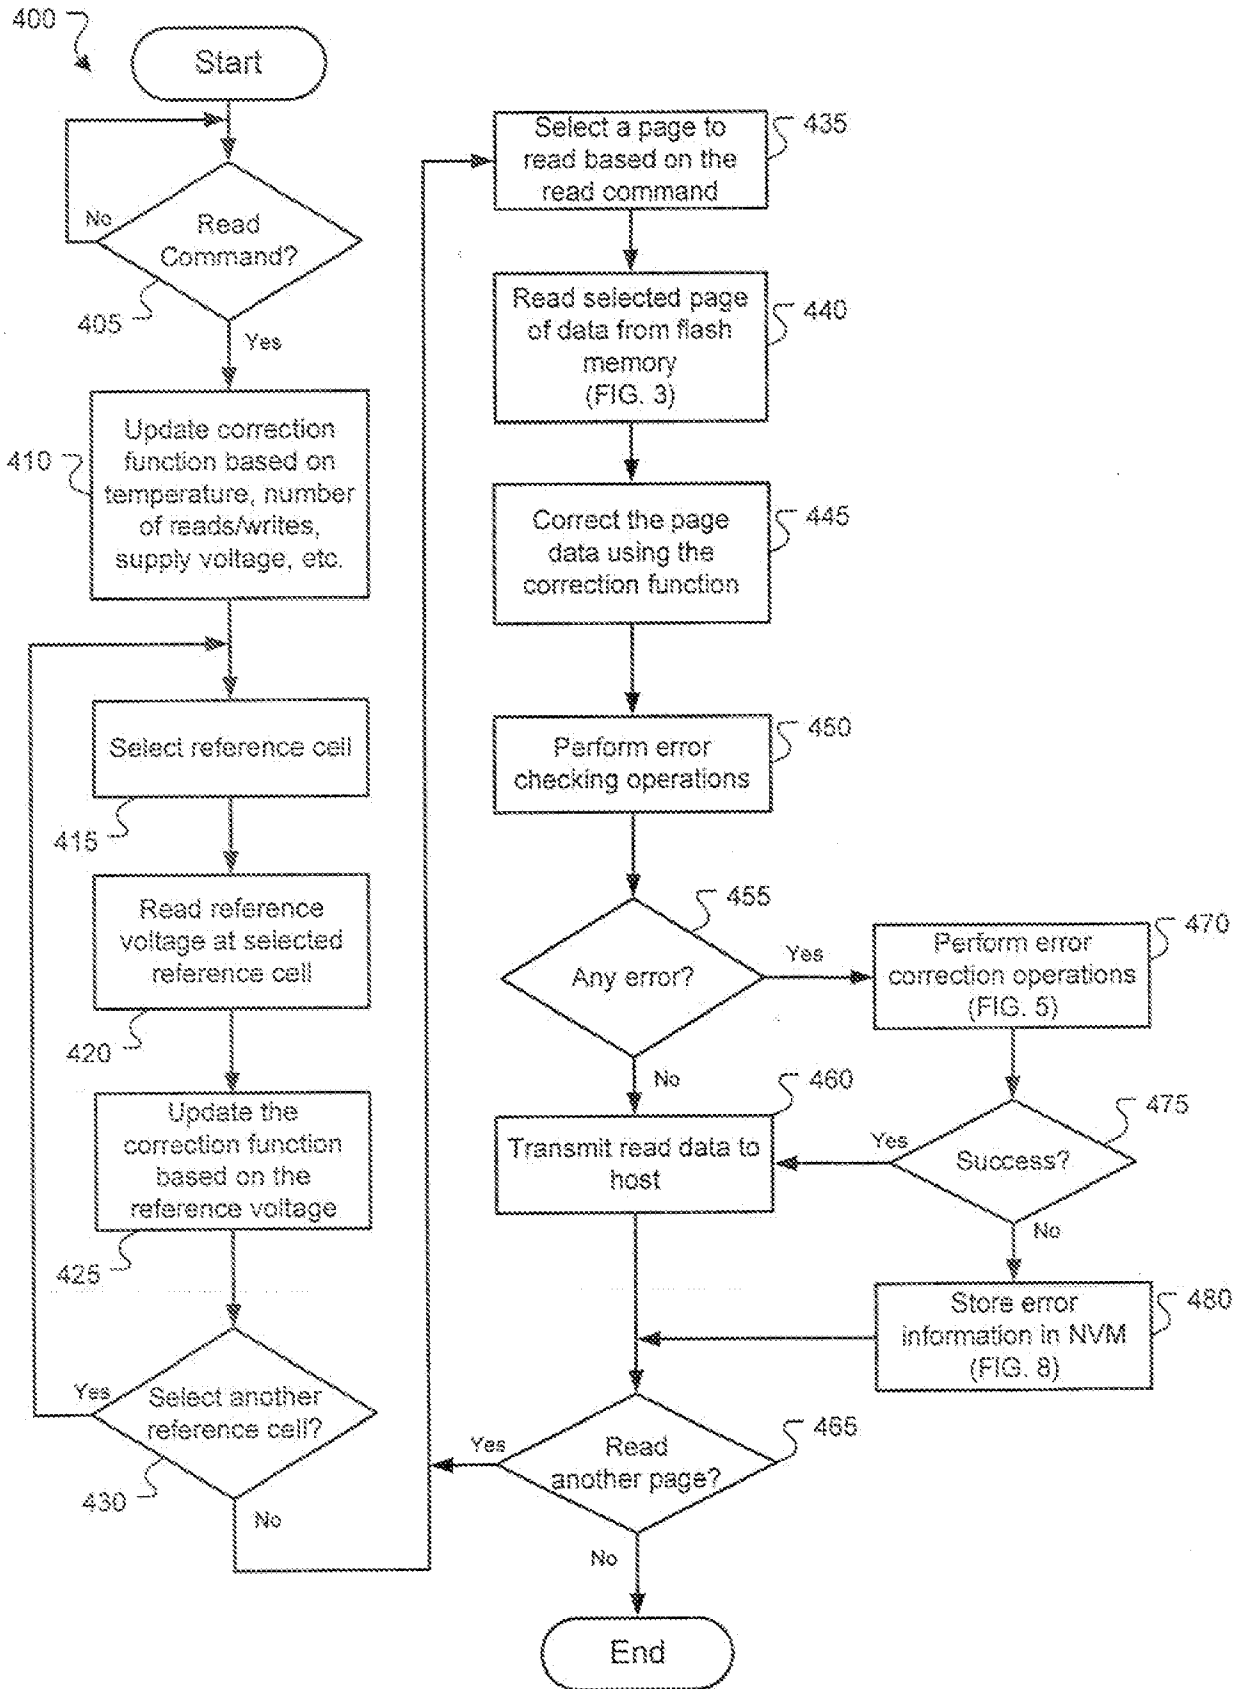 400
Start
No
Read
Command?
405
Yes
410
Update correction
function based on
temperature, number
of reads/writes,
supply voltage, etc.
Select reference cell
415
Read reference
voltage at selected
reference cell
420
Update the
correction function
based on the
reference voltage
425
Yes
Select another
reference cell?
430
No
Select a page to
read based on the
read command
435
Read selected page
of data from flash
memory
(FIG. 3)
440
Correct the page
data using the
correction function
445
Perform error
checking operations
450
455
Any error?
Yes
No
Perform error
correction operations
(FIG. 5)
470
460
Transmit read data to
host
Yes
Success?
475
No
Store error
information in NVM
(FIG. 8)
480
Yes
Read
another page?
465
No
End